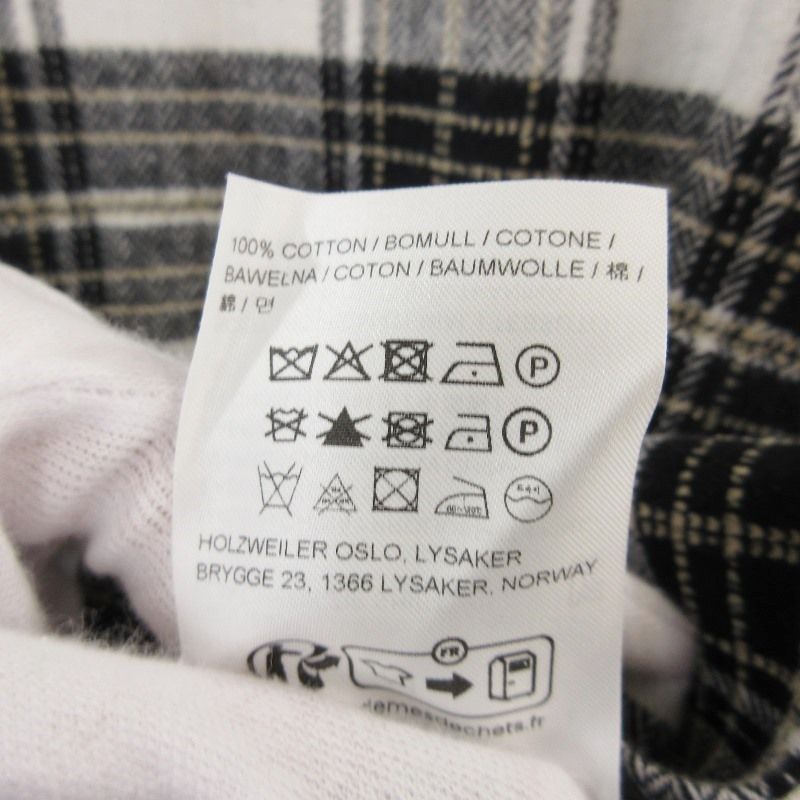 100% COTTON / BOMULL / COTONE /
BAWEŁNA / COTON / BAUMWOLLE / 棉 /
綿 / 면
P
P
HOLZWEILER OSLO, LYSAKER
BRYGGE 23, 1366 LYSAKER, NORWAY
FR